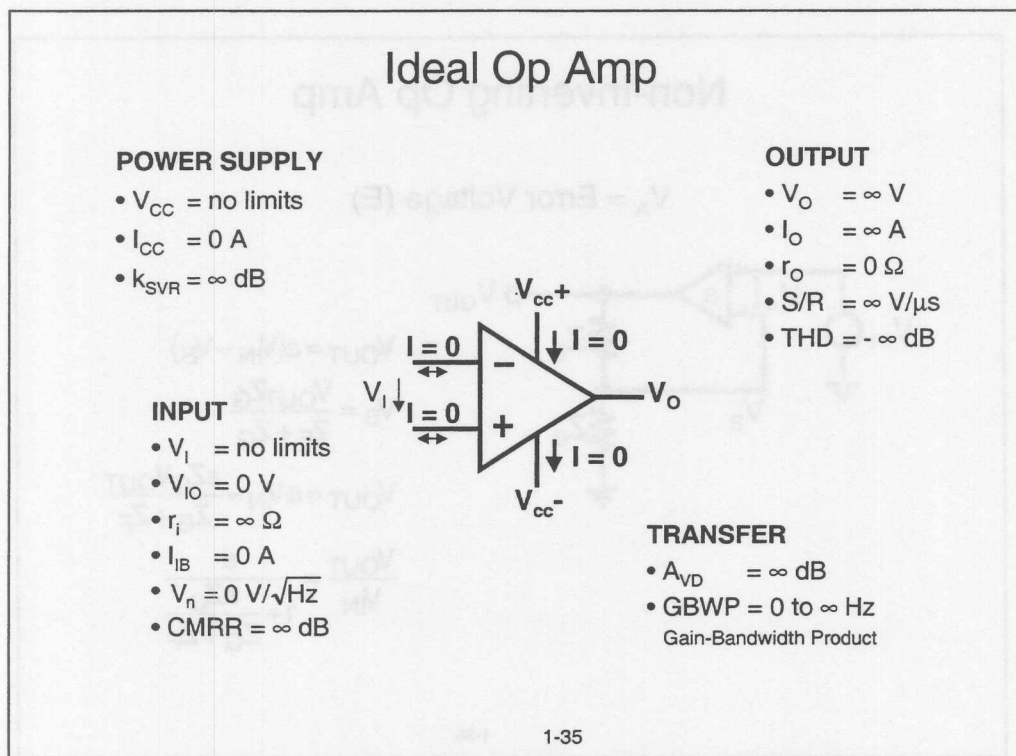 Ideal Op Amp
POWER SUPPLY
• V_CC = no limits
• I_CC = 0 A
• k_SVR = ∞ dB
OUTPUT
• V_O = ∞ V
• I_O = ∞ A
• r_O = 0 Ω
• S/R = ∞ V/µs
• THD = - ∞ dB
V_cc+
I = 0
I = 0
−
V_I
V_O
I = 0
+
I = 0
V_cc-
INPUT
• V_I = no limits
• V_IO = 0 V
• r_i = ∞ Ω
• I_IB = 0 A
• V_n = 0 V/√Hz
• CMRR = ∞ dB
TRANSFER
• A_VD = ∞ dB
• GBWP = 0 to ∞ Hz
Gain-Bandwidth Product
1-35